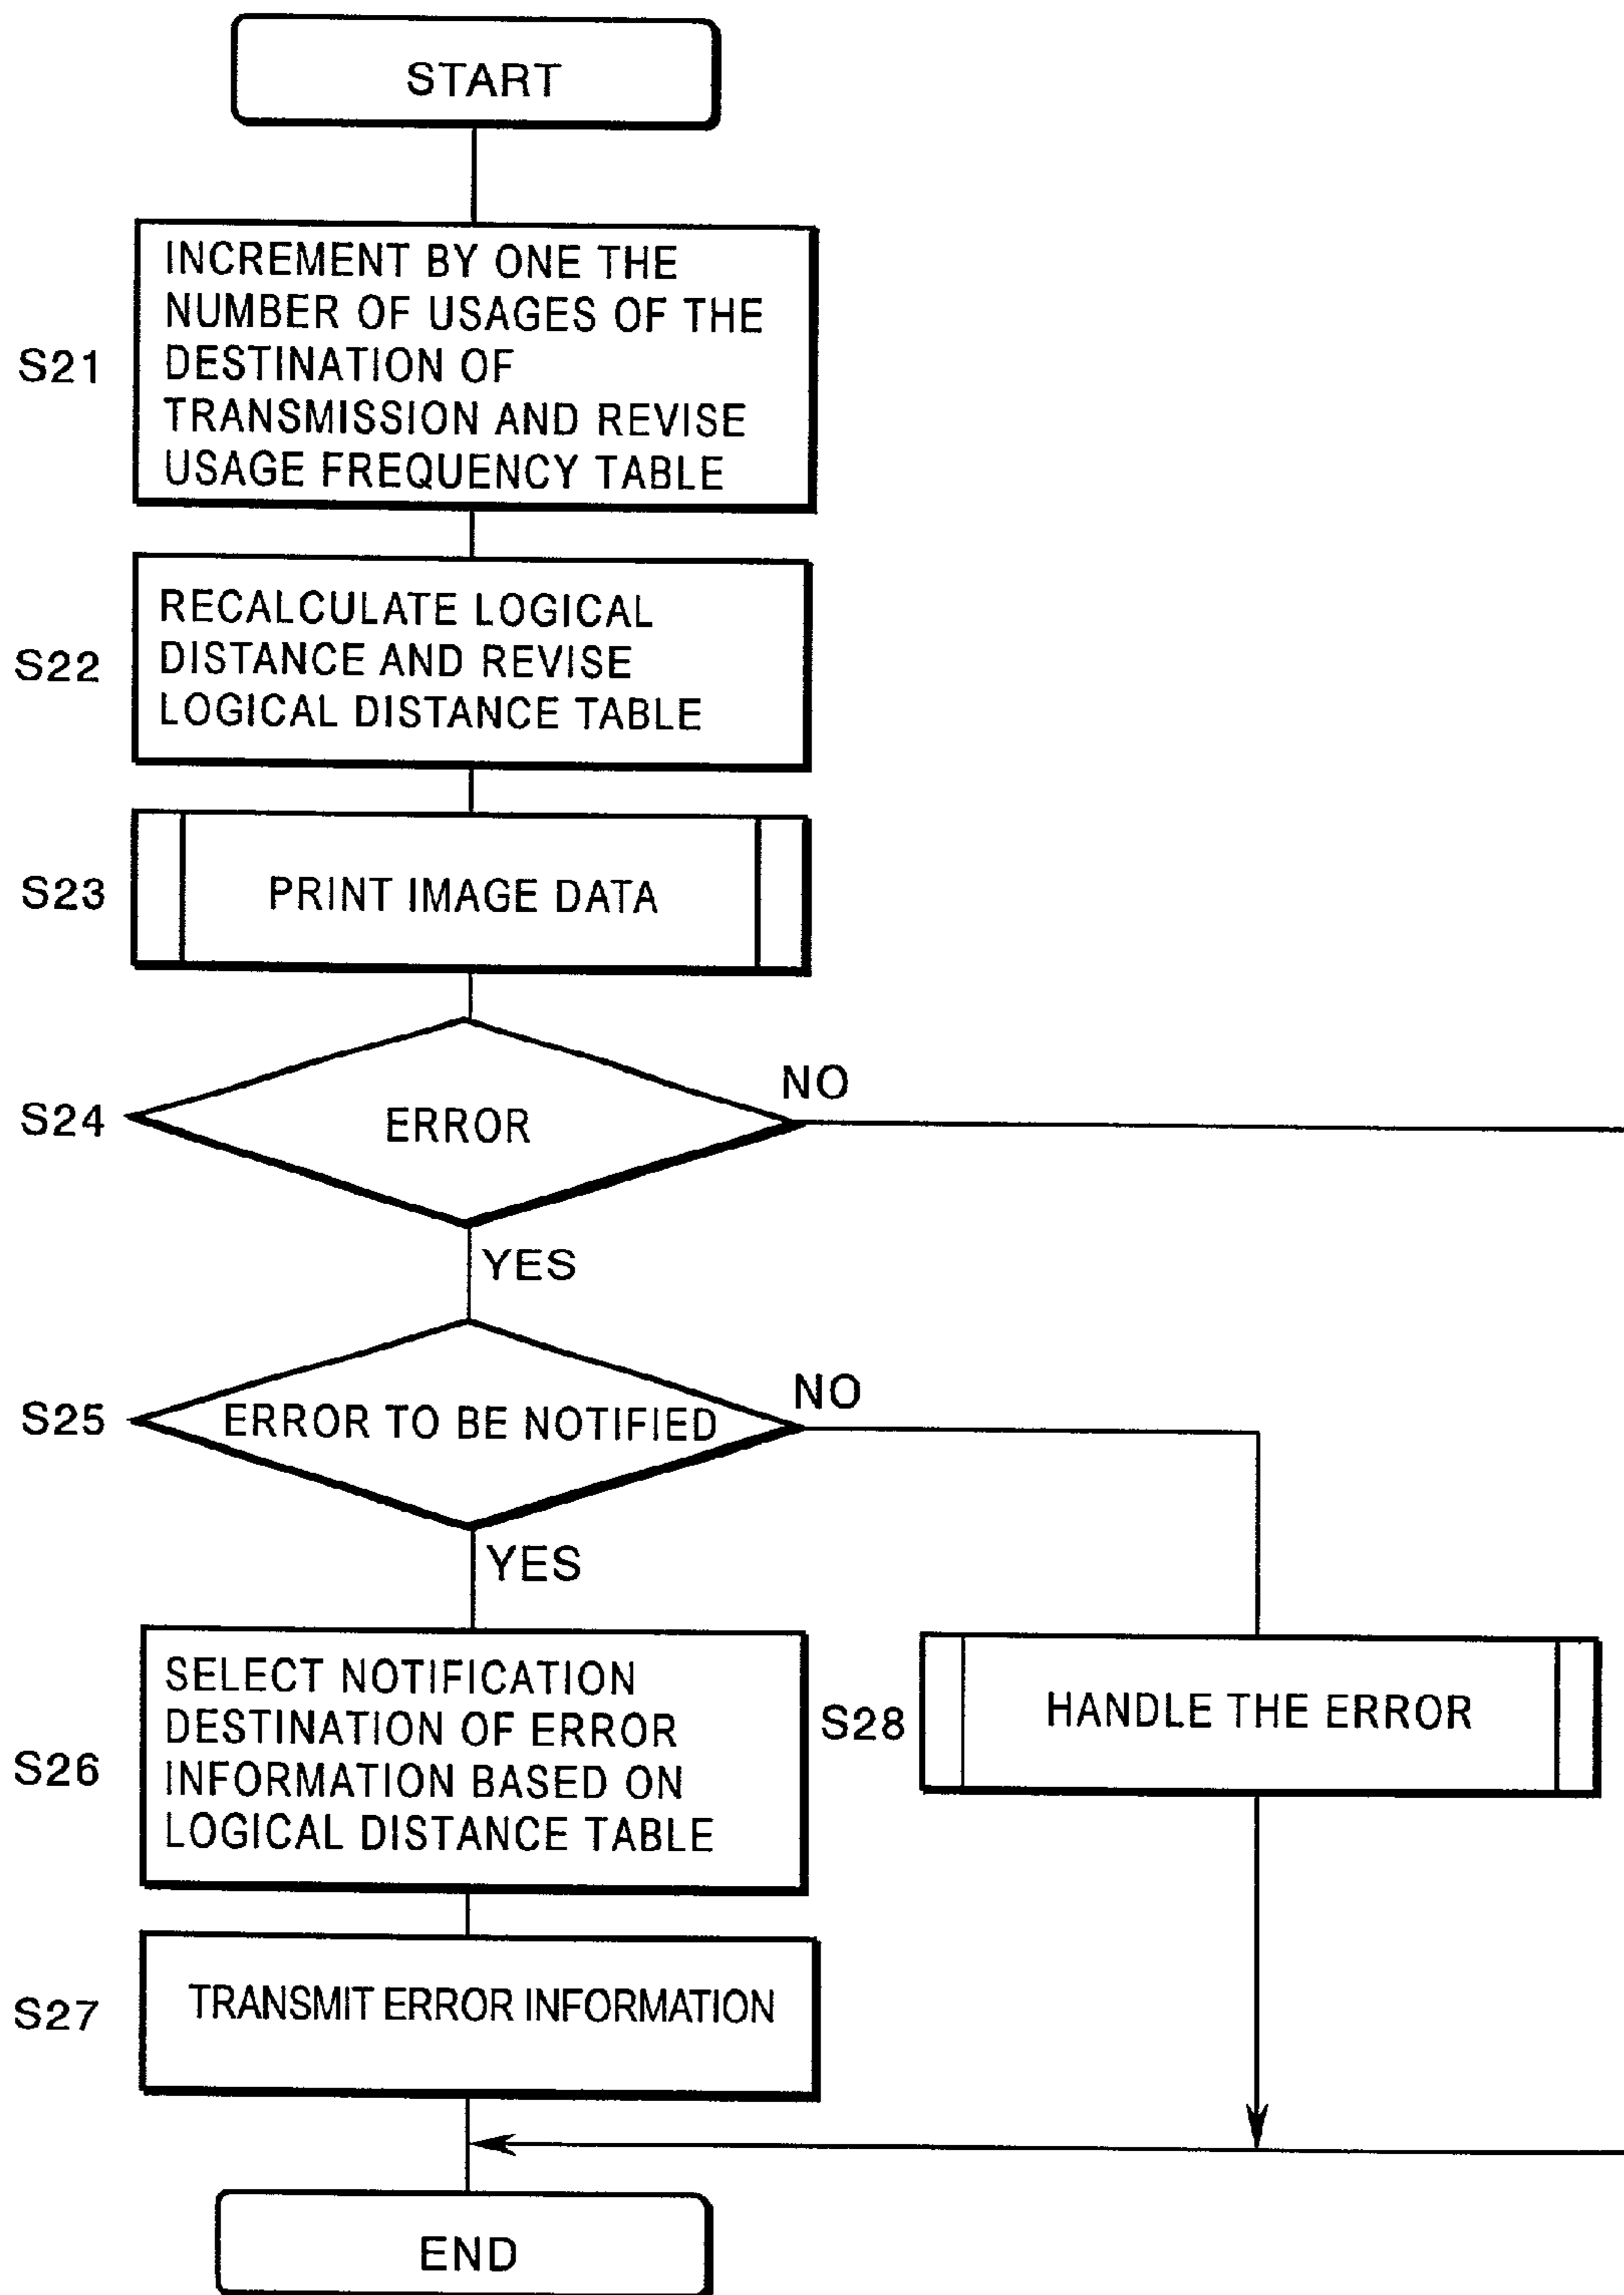 START
S21
INCREMENT BY ONE THE
NUMBER OF USAGES OF THE
DESTINATION OF
TRANSMISSION AND REVISE
USAGE FREQUENCY TABLE
S22
RECALCULATE LOGICAL
DISTANCE AND REVISE
LOGICAL DISTANCE TABLE
S23
PRINT IMAGE DATA
S24
ERROR
NO
YES
S25
ERROR TO BE NOTIFIED
NO
YES
S26
SELECT NOTIFICATION
DESTINATION OF ERROR
INFORMATION BASED ON
LOGICAL DISTANCE TABLE
S28
HANDLE THE ERROR
S27
TRANSMIT ERROR INFORMATION
END